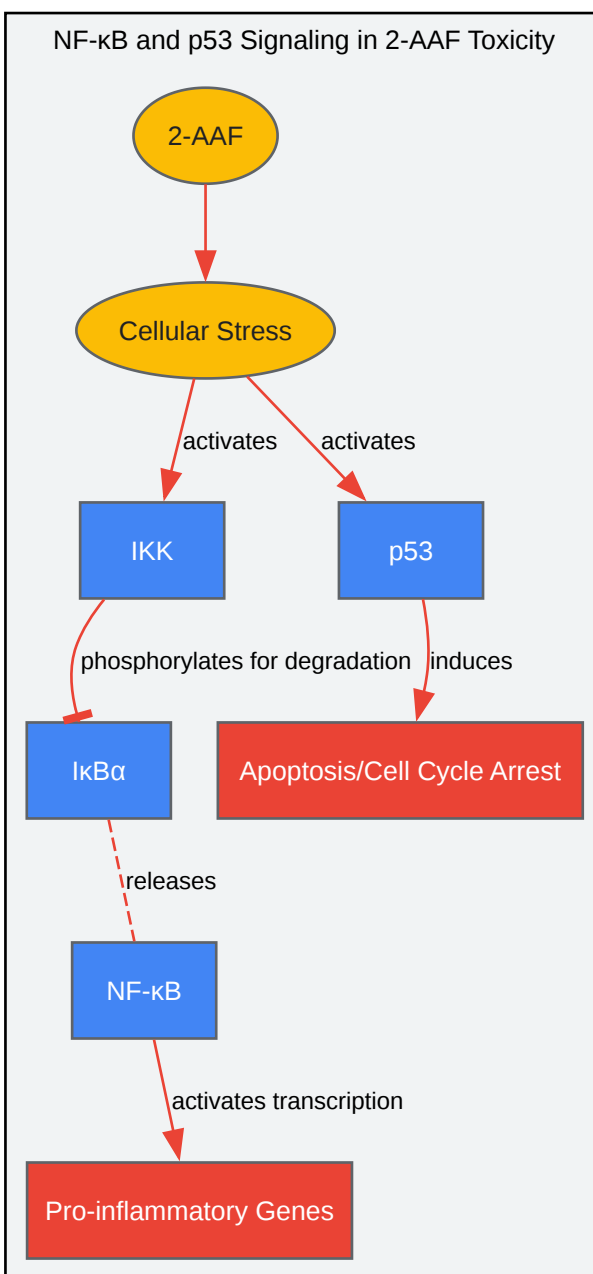 NF-κB and p53 Signaling in 2-AAF Toxicity
2-AAF
Cellular Stress
activates
activates
IKK
p53
phosphorylates for degradation
induces
IκBα
Apoptosis/Cell Cycle Arrest
releases
NF-κB
activates transcription
Pro-inflammatory Genes